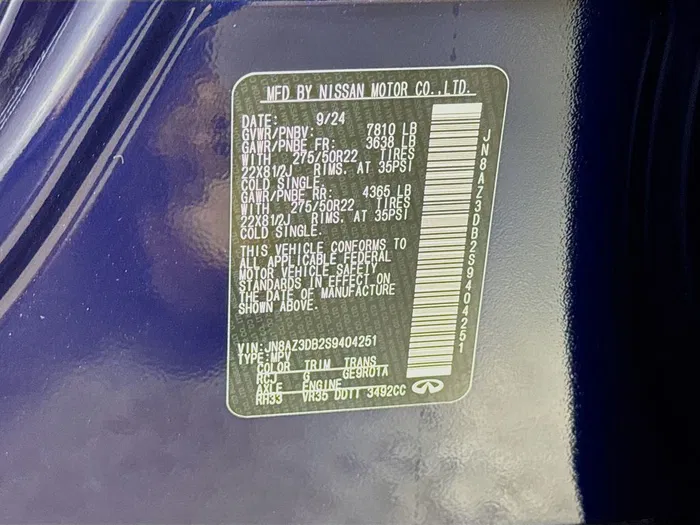 MFD BY NISSAN MOTOR CO.,LTD.
DATE: 9/24
GVWR/PNBV: 7810 LB
GAWR/PNBE FR: 3638 LB
WITH 275/50R22 TIRES
22X81/2J RIMS. AT 35PSI
COLD SINGLE.
GAWR/PNBE RR: 4365 LB
WITH 275/50R22 TIRES
22X81/2J RIMS. AT 35PSI
COLD SINGLE.
THIS VEHICLE CONFORMS TO
ALL APPLICABLE FEDERAL
MOTOR VEHICLE SAFETY
STANDARDS IN EFFECT ON
THE DATE OF MANUFACTURE
SHOWN ABOVE.
VIN:JN8AZ3DB2S9404251
TYPE:MPV
COLOR TRIM TRANS
RCJ G GE9R01A
AXLE ENGINE
RH33 VR35 DDTT 3492CC
JN8AZ3DB2S9404251